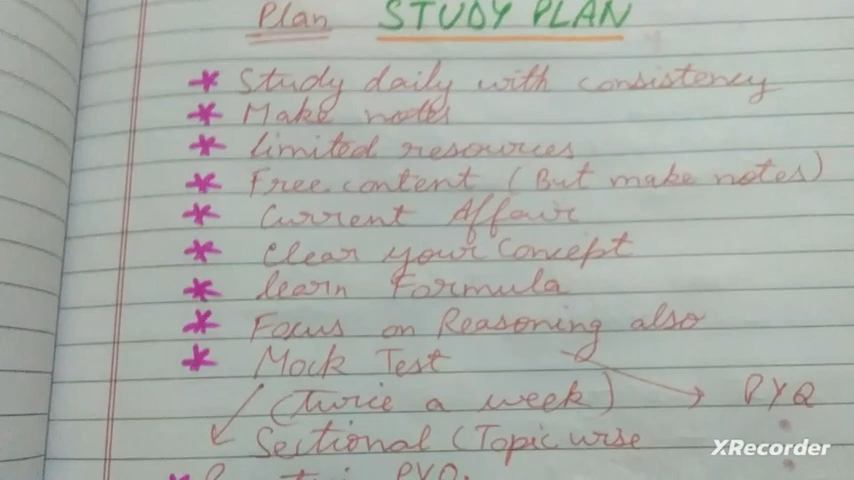 Plan STUDY PLAN
* Study daily with consistency
* Make notes
* limited resources
* Free content (But make notes)
* Current Affair
* Clear your Concept
* learn Formula
* Focus on Reasoning also
* Mock Test
(twice a week) → PYQ
Sectional (Topic wise
XRecorder
* PYQ.